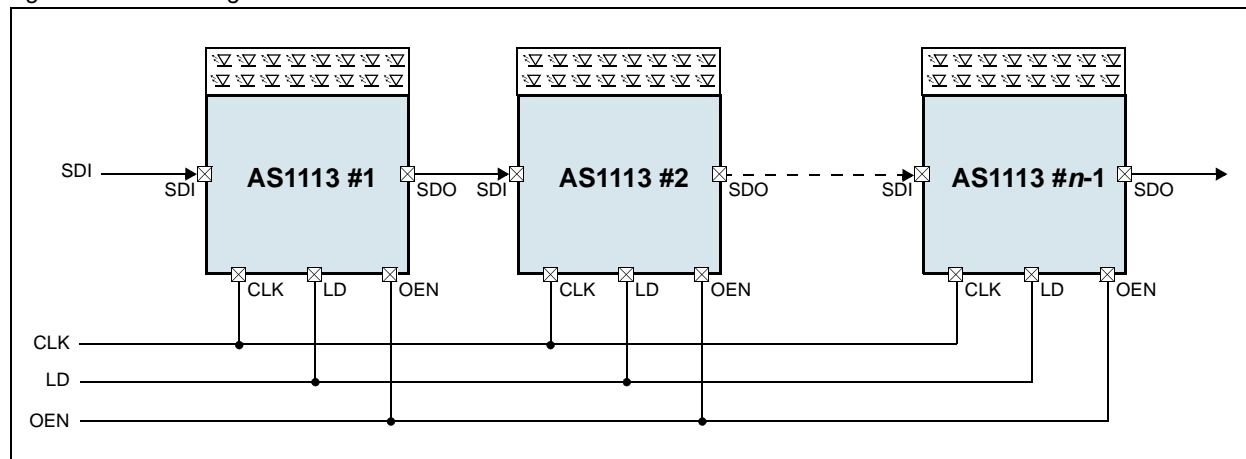 SDI
SDI
AS1113 #1
SDO
SDI
AS1113 #2
SDO
SDI
AS1113 #n-1
SDO
CLK
LD
OEN
CLK
LD
OEN
CLK
LD
OEN
CLK
LD
OEN